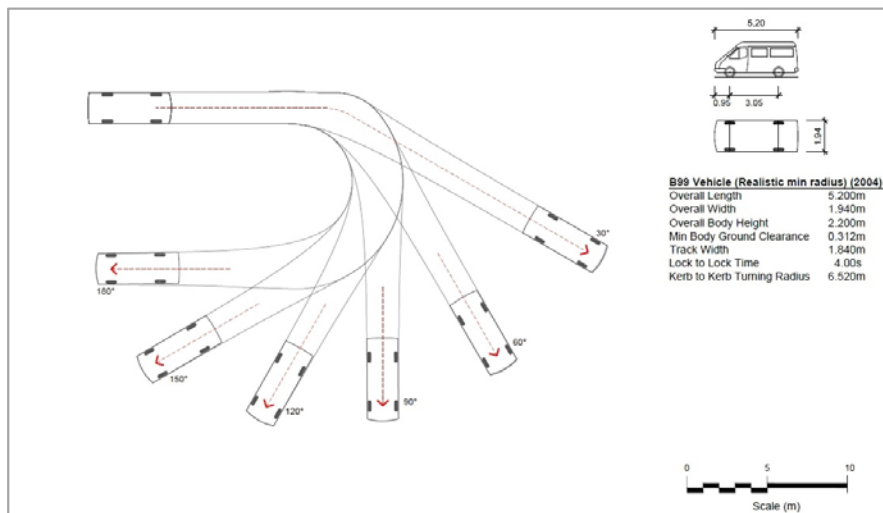 5.20
0.95 3.05
1.94
B99 Vehicle (Realistic min radius) (2004)
Overall Length 5.200m
Overall Width 1.940m
Overall Body Height 2.200m
Min Body Ground Clearance 0.312m
Track Width 1.840m
Lock to Lock Time 4.00s
Kerb to Kerb Turning Radius 6.520m
30°
60°
90°
120°
150°
180°
0 5 10
Scale (m)